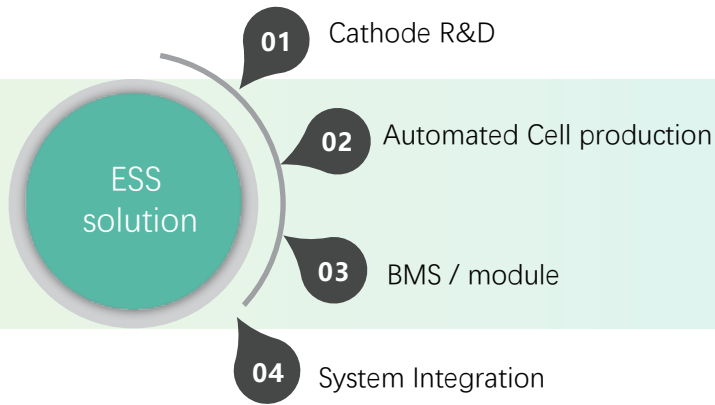 01
Cathode R&D
02
Automated Cell production
ESS
solution
03
BMS / module
04
System Integration